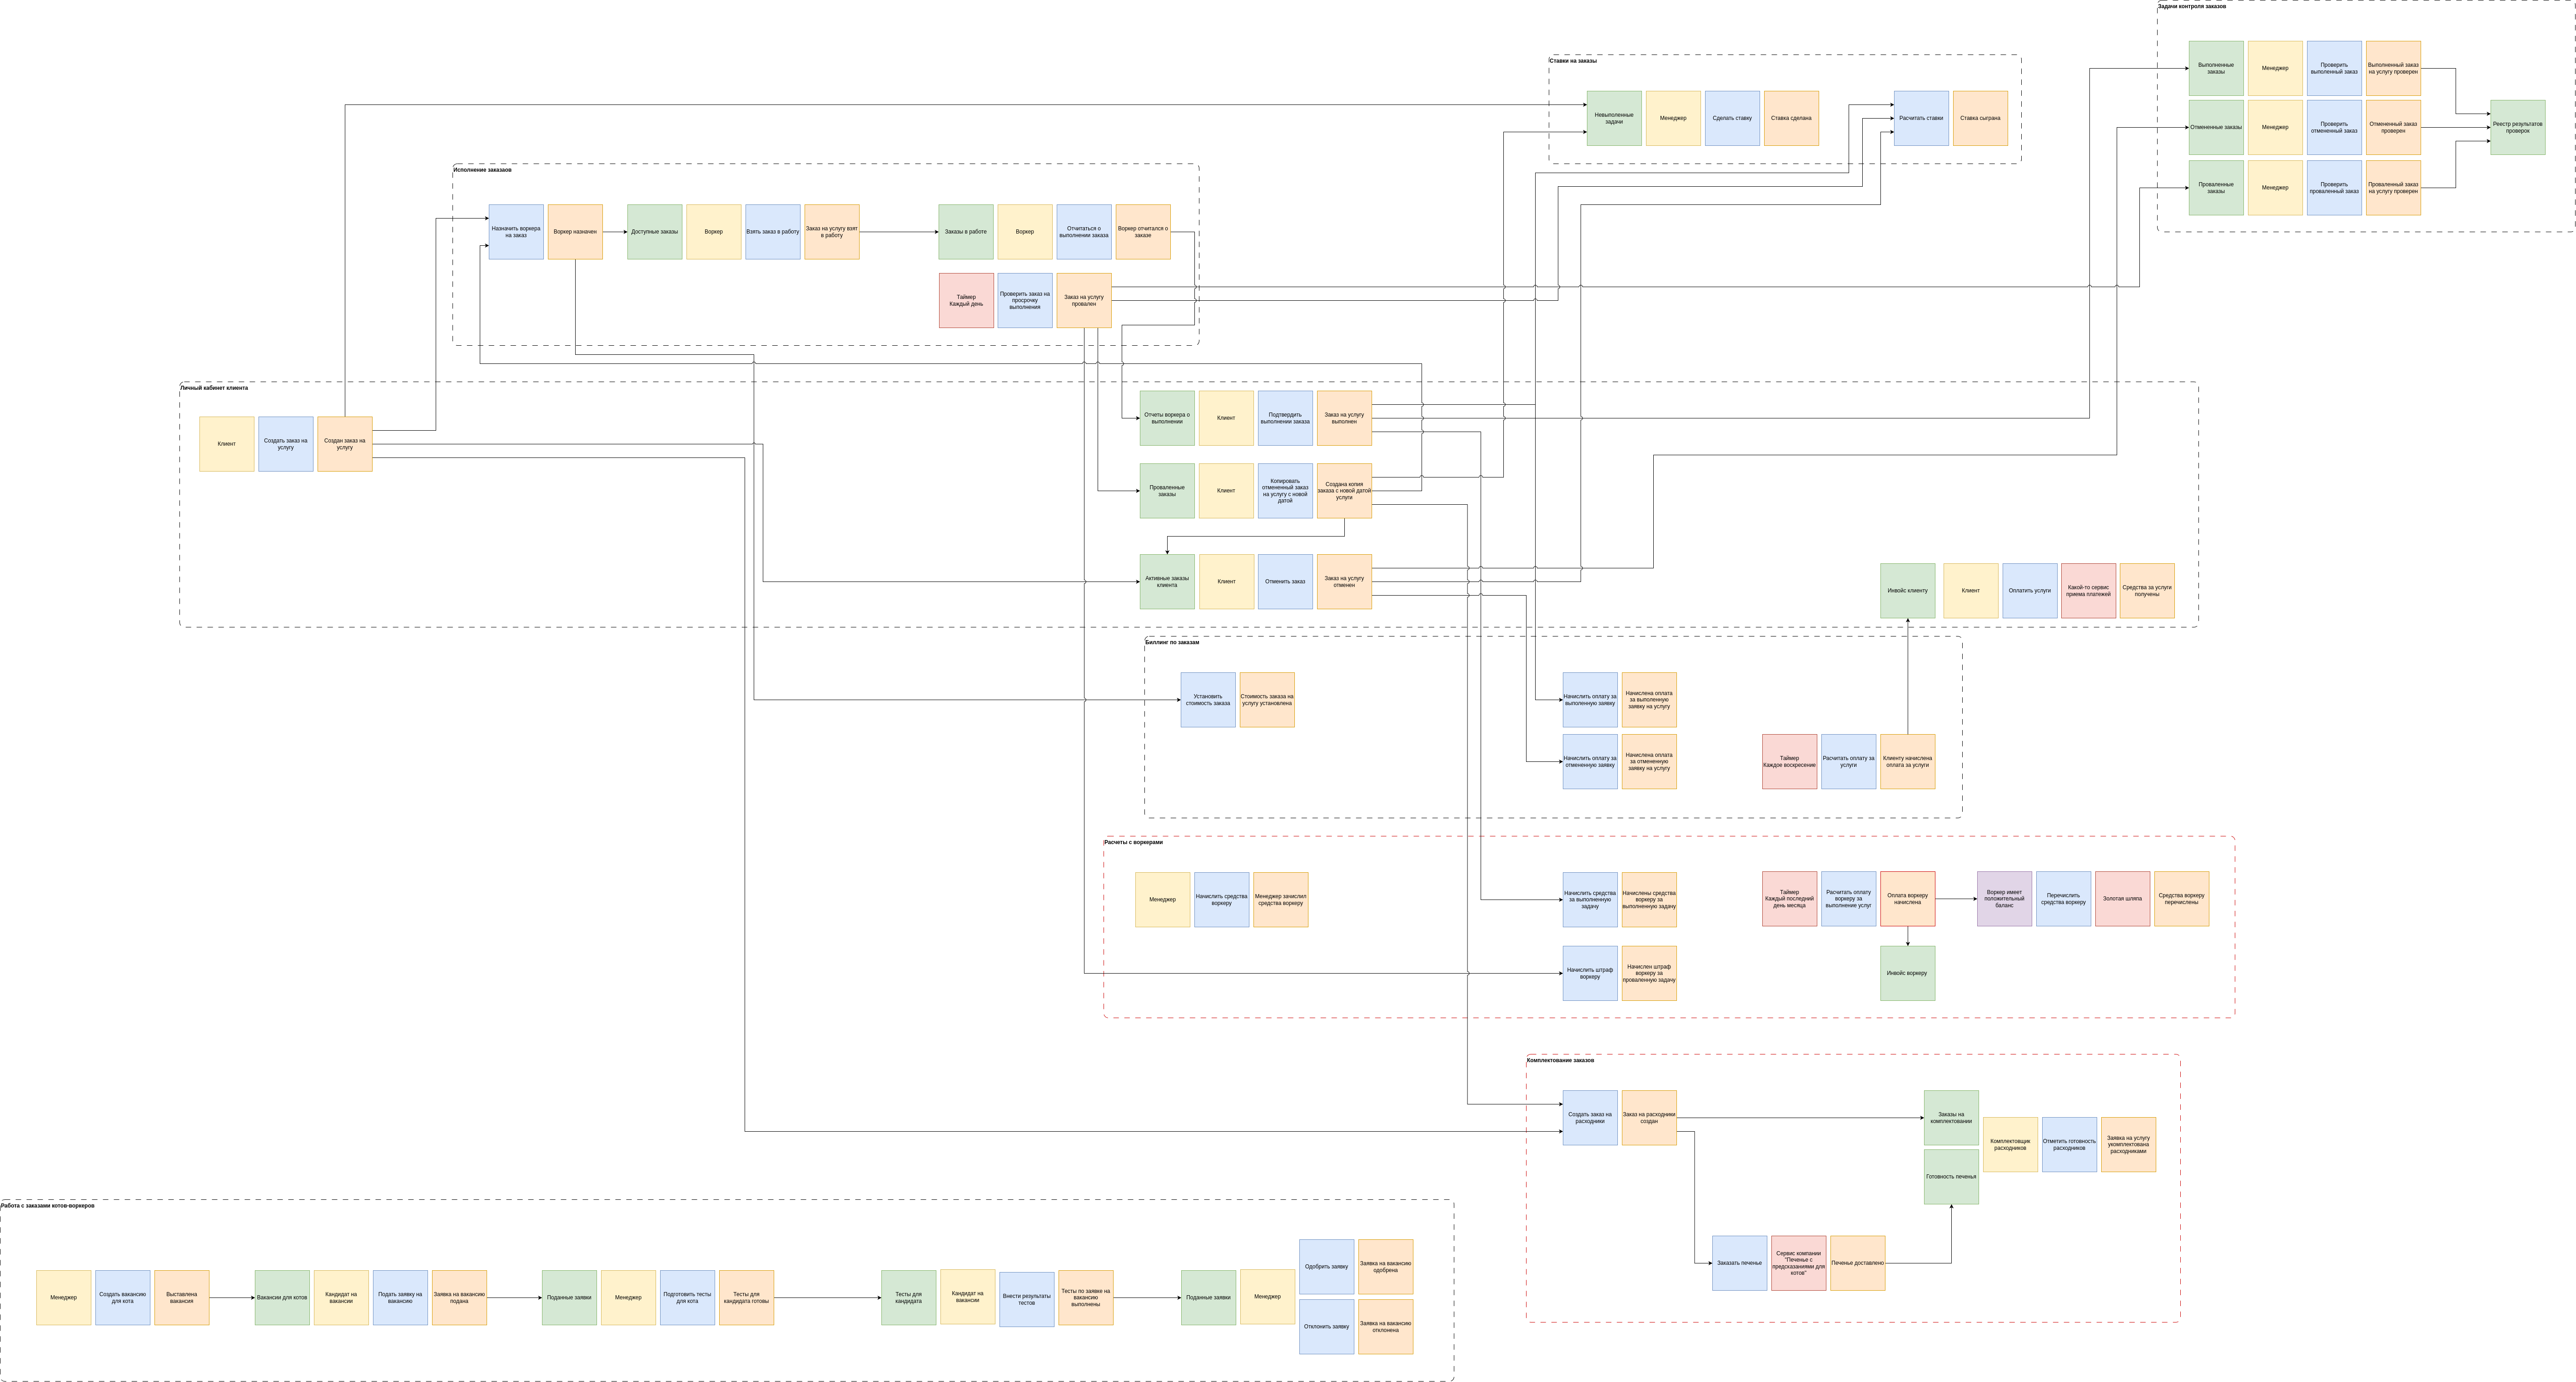 Задачи контроля заказов
Выполненные
заказы
Менеджер
Проверить
выполенный заказ
Выполненный заказ
на услугу проверен
Отмененные заказы
Менеджер
Проверить
отмененный заказ
Отмененный заказ
проверен
Реестр результатов
проверок
Проваленные
заказы
Менеджер
Проверить
проваленный заказ
Проваленный заказ
на услугу проверен
Ставки на заказы
Невыполенные
задачи
Менеджер
Сделать ставку
Ставка сделана
Расчитать ставки
Ставка сыграна
Исполнение заказаов
Назначить воркера
на заказ
Воркер назначен
Доступные заказы
Воркер
Взять заказ в работу
Заказ на услугу взят
в работу
Заказы в работе
Воркер
Отчитаться о
выполнении заказа
Воркер отчитался о
заказе
Таймер
Каждый день
Проверить заказ на
просрочку
выполнения
Заказ на услугу
провален
Личный кабинет клиента
Клиент
Создать заказ на
услугу
Создан заказ на
услугу
Отчеты воркера о
выполнении
Клиент
Подтвердить
выполнении заказа
Заказ на услугу
выполнен
Проваленные
заказы
Клиент
Копировать
отмененный заказ
на услугу с новой
датой
Создана копия
заказа с новой датой
услуги
Активные заказы
клиента
Клиент
Отменить заказ
Заказ на услугу
отменен
Инвойс клиенту
Клиент
Оплатить услуги
Какой-то сервис
приема платежей
Средства за услуги
получены
Биллинг по заказам
Установить
стоимость заказа
Стоимость заказа на
услугу установлена
Начислить оплату за
выполенную заявку
Начислена оплата
за выполенную
заявку на услугу
Начислить оплату за
отмененную заявку
Начислена оплата
за отмененную
заявку на услугу
Таймер
Каждое воскресение
Расчитать оплату за
услуги
Клиенту начислена
оплата за услуги
Расчеты с воркерами
Менеджер
Начислить средства
воркеру
Менеджер зачислил
средства воркеру
Начислить средства
за выполненную
задачу
Начислены средства
воркеру за
выполненную задачу
Таймер
Каждый последний
день месяца
Расчитать оплату
воркеру за
выполнение услуг
Оплата воркеру
начислена
Воркер имеет
положительный
баланс
Перечислить
средства воркеру
Золотая шляпа
Средства воркеру
перечислены
Начислить штраф
воркеру
Начислен штраф
воркеру за
проваленную задачу
Инвойс воркеру
Комплектование заказов
Создать заказ на
расходники
Заказ на расходники
создан
Заказы на
комплектовании
Готовность печенья
Комплектовщик
расходников
Отметить готовность
расходников
Заявка на услугу
укомплектована
расходниками
Заказать печенье
Сервис компании
"Печенье с
предсказаниями для
котов"
Печенье доставлено
Работа с заказами котов-воркеров
Менеджер
Создать вакансию
для кота
Выставлена
вакансия
Вакансии для котов
Кандидат на
вакансии
Подать заявку на
вакансию
Заявка на вакансию
подана
Поданные заявки
Менеджер
Подготовить тесты
для кота
Тесты для
кандидата готовы
Тесты для
кандидата
Кандидат на
вакансии
Внести результаты
тестов
Тесты по заявке на
вакансию
выполнены
Поданные заявки
Менеджер
Одобрить заявку
Заявка на вакансию
одобрена
Отклонить заявку
Заявка на вакансию
отклонена